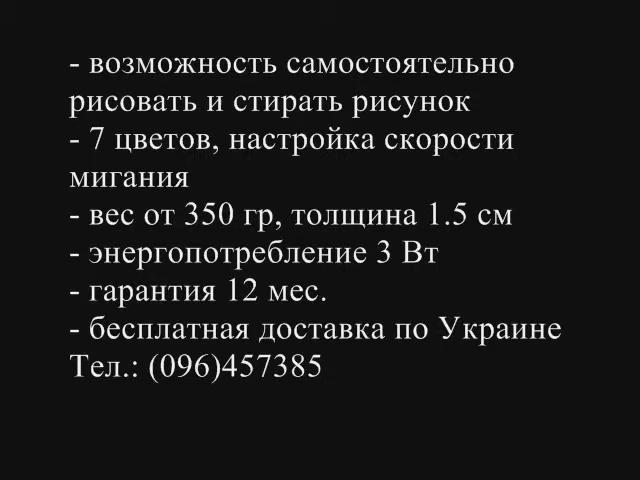 - возможность самостоятельно
рисовать и стирать рисунок
- 7 цветов, настройка скорости
мигания
- вес от 350 гр, толщина 1.5 см
- энергопотребление 3 Вт
- гарантия 12 мес.
- бесплатная доставка по Украине
Тел.: (096)457385